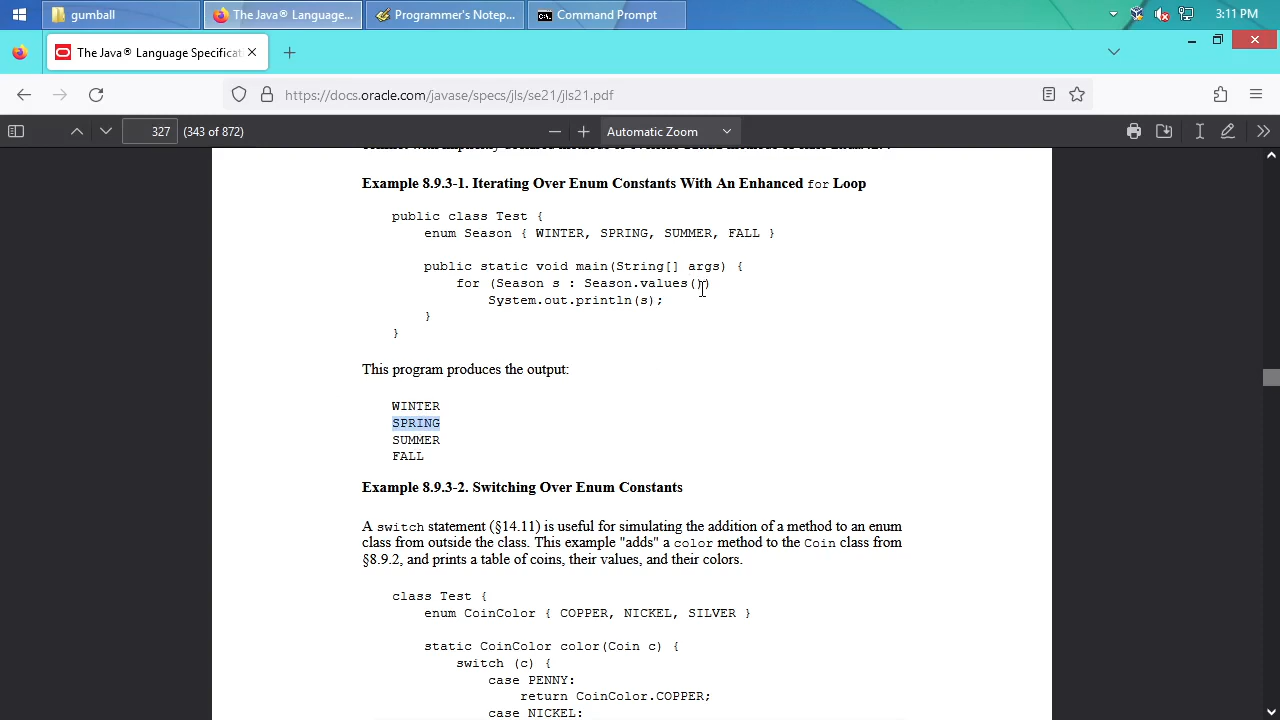 gumball
The Java® Language...
Programmer's Notep...
Command Prompt
3:11 PM
The Java® Language Specificat
https://docs.oracle.com/javase/specs/jls/se21/jls21.pdf
327 (343 of 872)
Automatic Zoom
Example 8.9.3-1. Iterating Over Enum Constants With An Enhanced for Loop
public class Test {
enum Season { WINTER, SPRING, SUMMER, FALL }
public static void main(String[] args) {
for (Season s : Season.values())
System.out.println(s);
}
}
This program produces the output:
WINTER
SPRING
SUMMER
FALL
Example 8.9.3-2. Switching Over Enum Constants
A switch statement (§14.11) is useful for simulating the addition of a method to an enum
class from outside the class. This example "adds" a color method to the Coin class from
§8.9.2, and prints a table of coins, their values, and their colors.
class Test {
enum CoinColor { COPPER, NICKEL, SILVER }
static CoinColor color(Coin c) {
switch (c) {
case PENNY:
return CoinColor.COPPER;
case NICKEL: